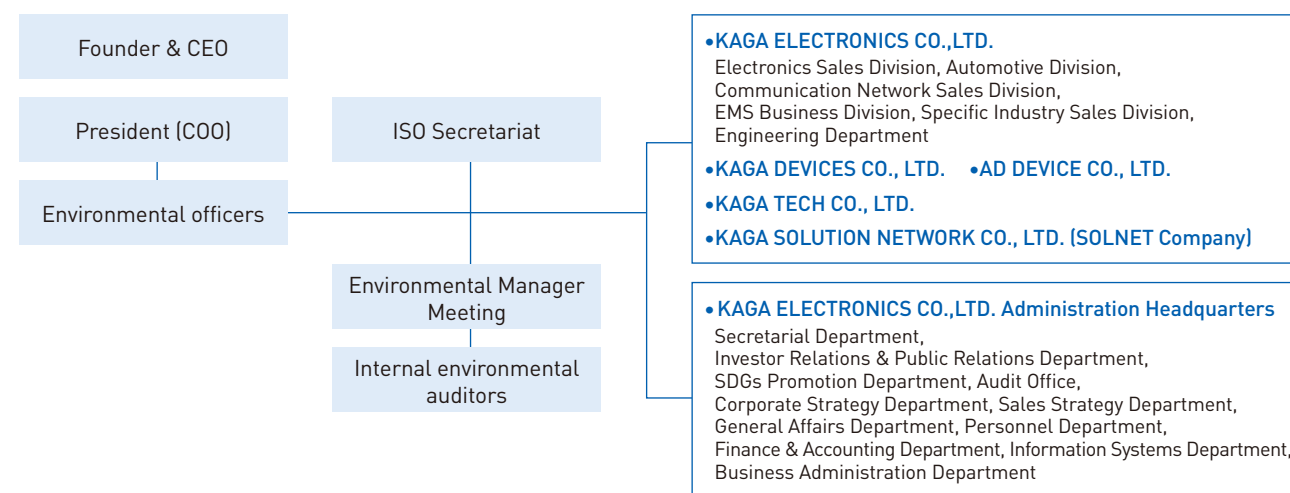 Founder & CEO
President (COO)
Environmental officers
ISO Secretariat
Environmental Manager
Meeting
Internal environmental
auditors
•KAGA ELECTRONICS CO.,LTD.
Electronics Sales Division, Automotive Division,
Communication Network Sales Division,
EMS Business Division, Specific Industry Sales Division,
Engineering Department
•KAGA DEVICES CO., LTD. •AD DEVICE CO., LTD.
•KAGA TECH CO., LTD.
•KAGA SOLUTION NETWORK CO., LTD. (SOLNET Company)
•KAGA ELECTRONICS CO.,LTD. Administration Headquarters
Secretarial Department,
Investor Relations & Public Relations Department,
SDGs Promotion Department, Audit Office,
Corporate Strategy Department, Sales Strategy Department,
General Affairs Department, Personnel Department,
Finance & Accounting Department, Information Systems Department,
Business Administration Department